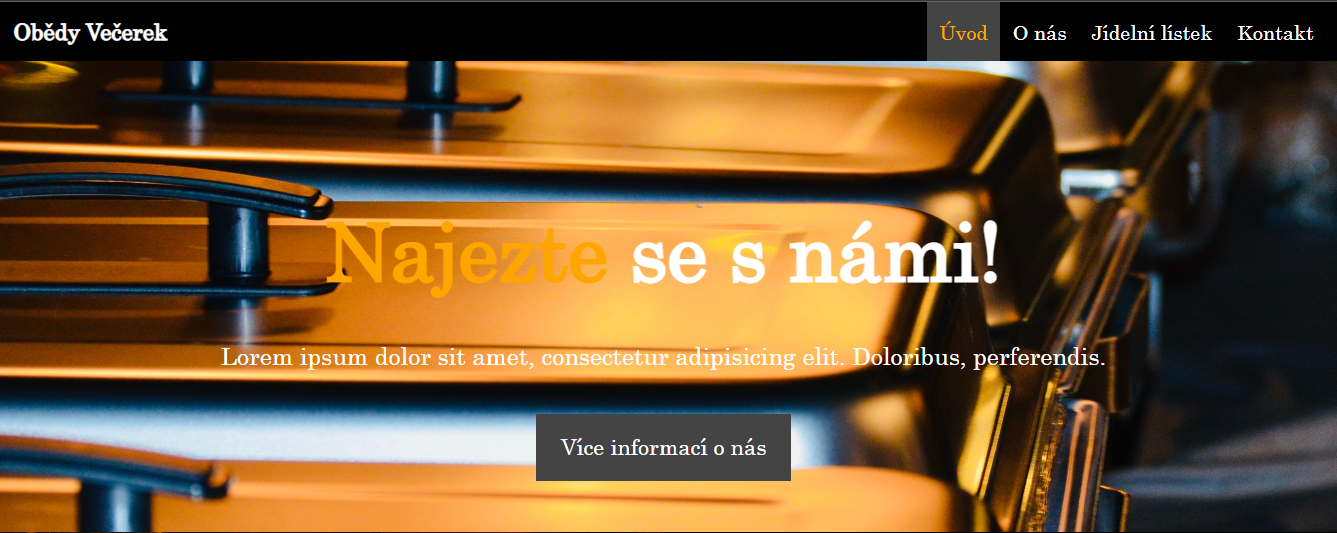 Obědy Večerek
Úvod O nás Jídelní lístek Kontakt
Najezte se s námi!
Lorem ipsum dolor sit amet, consectetur adipisicing elit. Doloribus, perferendis.
Více informací o nás